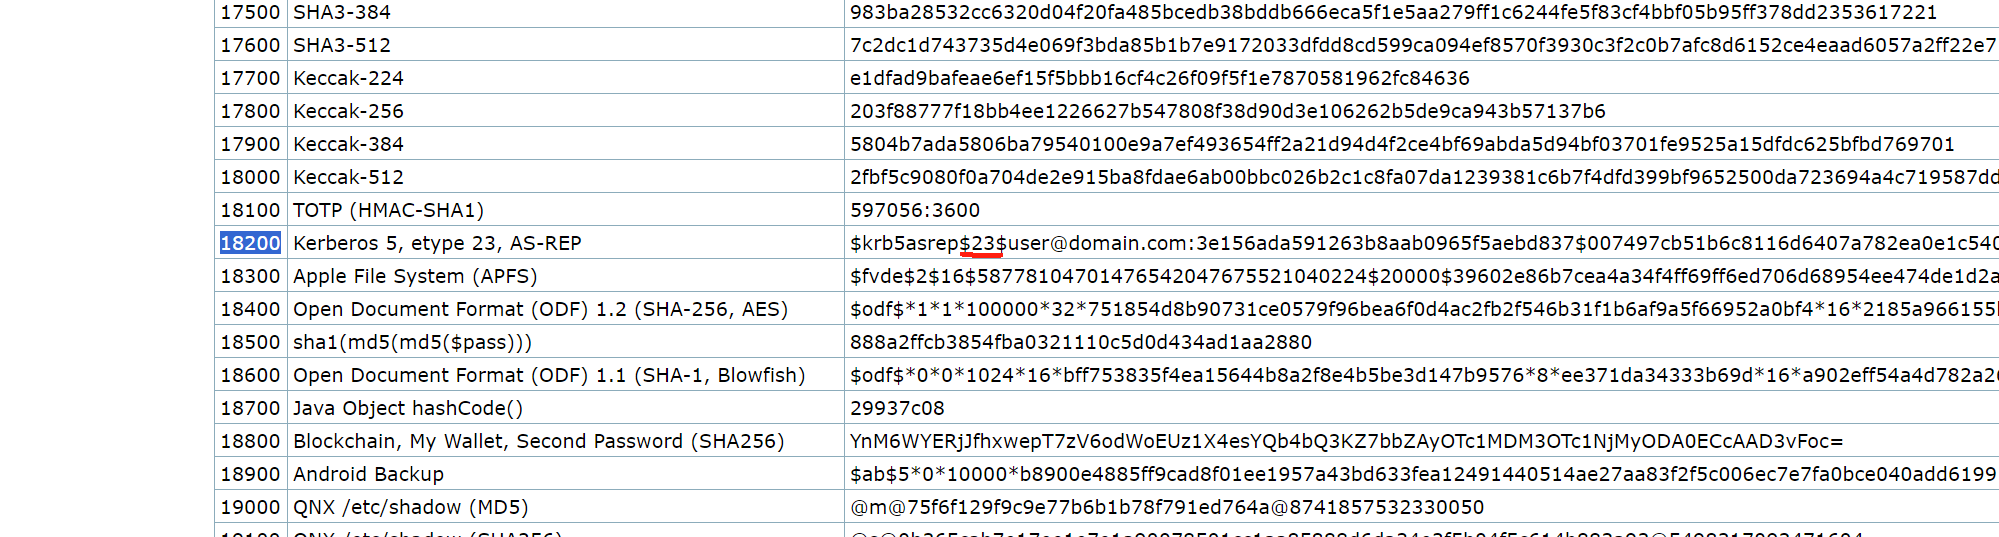 17500 SHA3-384 983ba28532cc6320d04f20fa485bcedb38bddb666eca5f1e5aa279ff1c6244fe5f83cf4bbf05b95ff378dd2353617221
17600 SHA3-512 7c2dc1d743735d4e069f3bda85b1b7e9172033dfdd8cd599ca094ef8570f3930c3f2c0b7afc8d6152ce4eaad6057a2ff22e7
17700 Keccak-224 e1dfad9bafeae6ef15f5bbb16cf4c26f09f5f1e7870581962fc84636
17800 Keccak-256 203f88777f18bb4ee1226627b547808f38d90d3e106262b5de9ca943b57137b6
17900 Keccak-384 5804b7ada5806ba79540100e9a7ef493654ff2a21d94d4f2ce4bf69abda5d94bf03701fe9525a15dfdc625bfbd769701
18000 Keccak-512 2fbf5c9080f0a704de2e915ba8fdae6ab00bbc026b2c1c8fa07da1239381c6b7f4dfd399bf9652500da723694a4c719587dd
18100 TOTP (HMAC-SHA1) 597056:3600
18200 Kerberos 5, etype 23, AS-REP $krb5asrep$23$user@domain.com:3e156ada591263b8aab0965f5aebd837$007497cb51b6c8116d6407a782ea0e1c540
18300 Apple File System (APFS) $fvde$2$16$58778104701476542047675521040224$20000$39602e86b7cea4a34f4ff69ff6ed706d68954ee474de1d2a
18400 Open Document Format (ODF) 1.2 (SHA-256, AES) $odf$*1*1*100000*32*751854d8b90731ce0579f96bea6f0d4ac2fb2f546b31f1b6af9a5f66952a0bf4*16*2185a966155
18500 sha1(md5(md5($pass))) 888a2ffcb3854fba0321110c5d0d434ad1aa2880
18600 Open Document Format (ODF) 1.1 (SHA-1, Blowfish) $odf$*0*0*1024*16*bff753835f4ea15644b8a2f8e4b5be3d147b9576*8*ee371da34333b69d*16*a902eff54a4d782a26
18700 Java Object hashCode() 29937c08
18800 Blockchain, My Wallet, Second Password (SHA256) YnM6WYERjJfhxwepT7zV6odWoEUz1X4esYQb4bQ3KZ7bbZAyOTc1MDM3OTc1NjMyODA0ECcAAD3vFoc=
18900 Android Backup $ab$5*0*10000*b8900e4885ff9cad8f01ee1957a43bd633fea12491440514ae27aa83f2f5c006ec7e7fa0bce040add6199
19000 QNX /etc/shadow (MD5) @m@75f6f129f9c9e77b6b1b78f791ed764a@8741857532330050